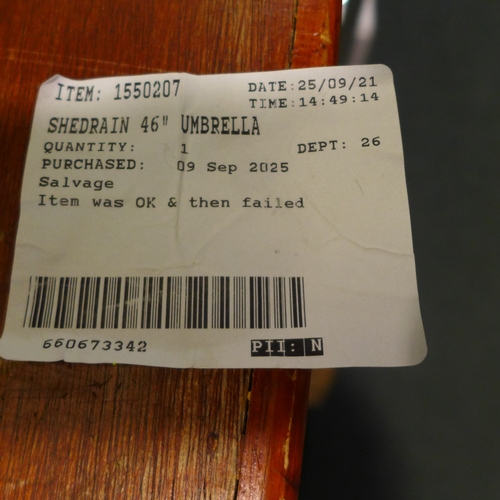 ITEM: 1550207 DATE:25/09/21
TIME:14:49:14
SHEDRAIN 46" UMBRELLA
QUANTITY: 1 DEPT: 26
PURCHASED: 09 Sep 2025
Salvage
Item was OK & then failed
660673342 PII: N